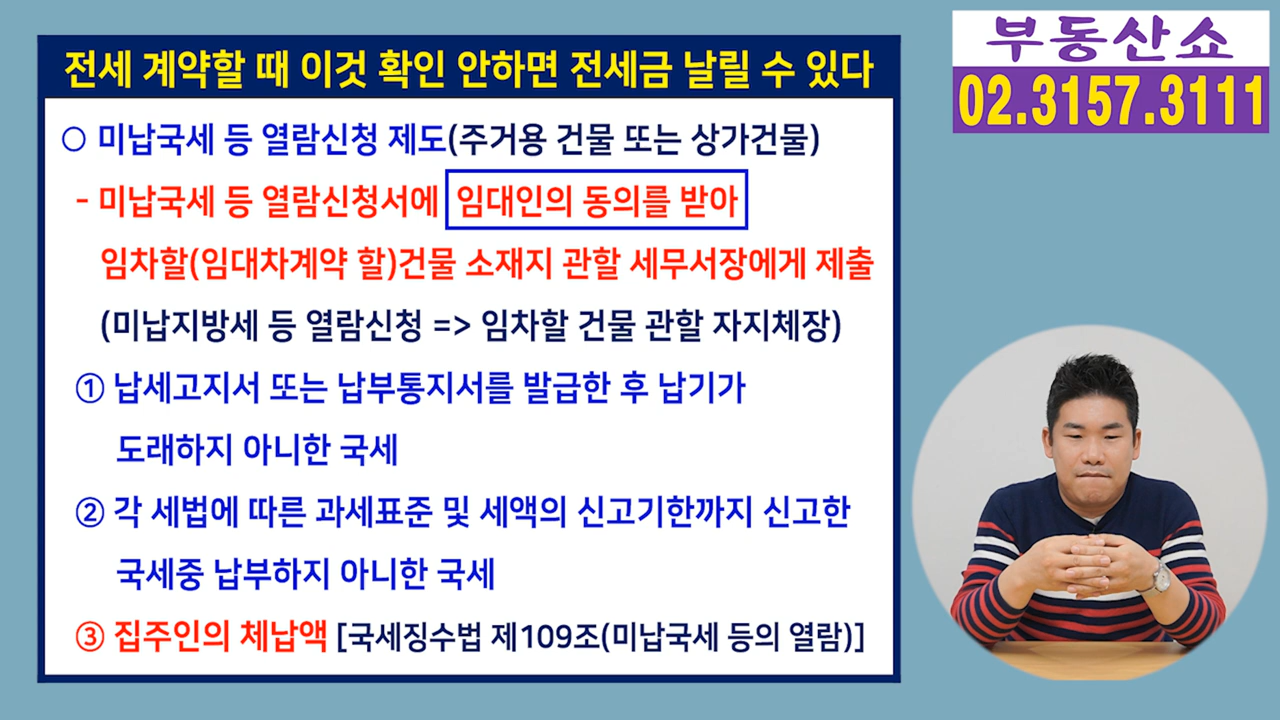 전세 계약할 때 이것 확인 안하면 전세금 날릴 수 있다
부동산쇼
02.3157.3111
○ 미납국세 등 열람신청 제도(주거용 건물 또는 상가건물)
- 미납국세 등 열람신청서에 임대인의 동의를 받아
임차할(임대차계약 할)건물 소재지 관할 세무서장에게 제출
(미납지방세 등 열람신청 => 임차할 건물 관할 자지체장)
① 납세고지서 또는 납부통지서를 발급한 후 납기가
도래하지 아니한 국세
② 각 세법에 따른 과세표준 및 세액의 신고기한까지 신고한
국세중 납부하지 아니한 국세
③ 집주인의 체납액 [국세징수법 제109조(미납국세 등의 열람)]